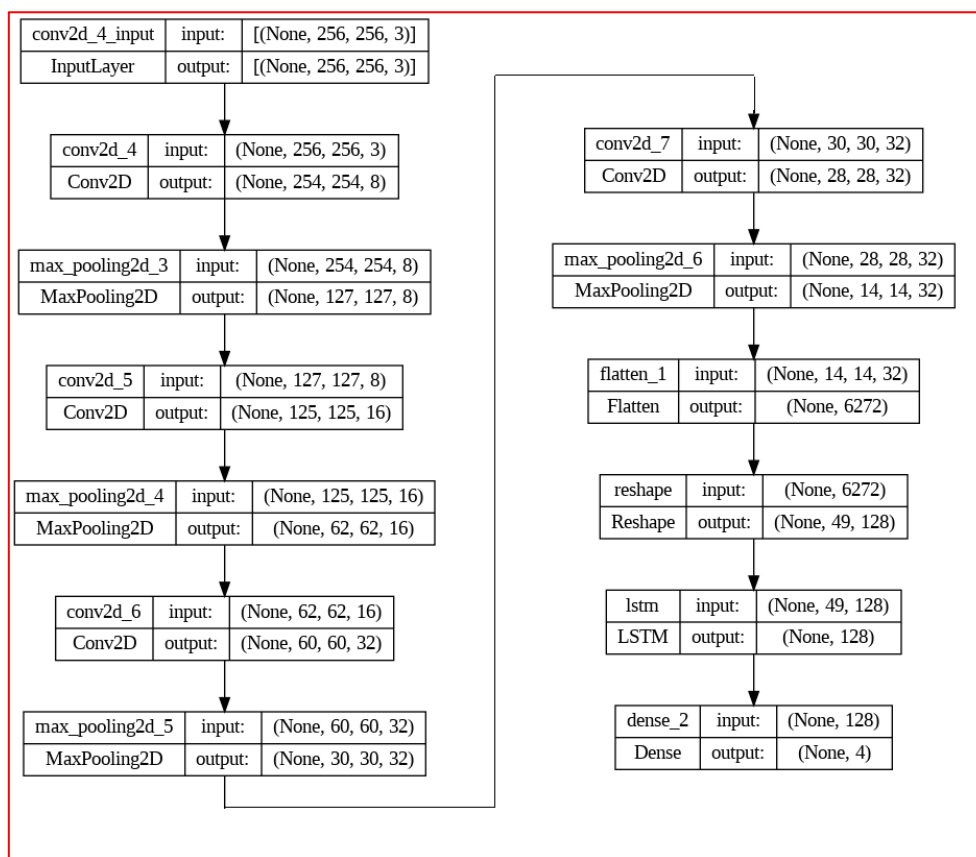 conv2d_4_input input: [(None, 256, 256, 3)]
InputLayer output: [(None, 256, 256, 3)]
conv2d_4 input: (None, 256, 256, 3)
Conv2D output: (None, 254, 254, 8)
max_pooling2d_3 input: (None, 254, 254, 8)
MaxPooling2D output: (None, 127, 127, 8)
conv2d_5 input: (None, 127, 127, 8)
Conv2D output: (None, 125, 125, 16)
max_pooling2d_4 input: (None, 125, 125, 16)
MaxPooling2D output: (None, 62, 62, 16)
conv2d_6 input: (None, 62, 62, 16)
Conv2D output: (None, 60, 60, 32)
max_pooling2d_5 input: (None, 60, 60, 32)
MaxPooling2D output: (None, 30, 30, 32)
conv2d_7 input: (None, 30, 30, 32)
Conv2D output: (None, 28, 28, 32)
max_pooling2d_6 input: (None, 28, 28, 32)
MaxPooling2D output: (None, 14, 14, 32)
flatten_1 input: (None, 14, 14, 32)
Flatten output: (None, 6272)
reshape input: (None, 6272)
Reshape output: (None, 49, 128)
lstm input: (None, 49, 128)
LSTM output: (None, 128)
dense_2 input: (None, 128)
Dense output: (None, 4)